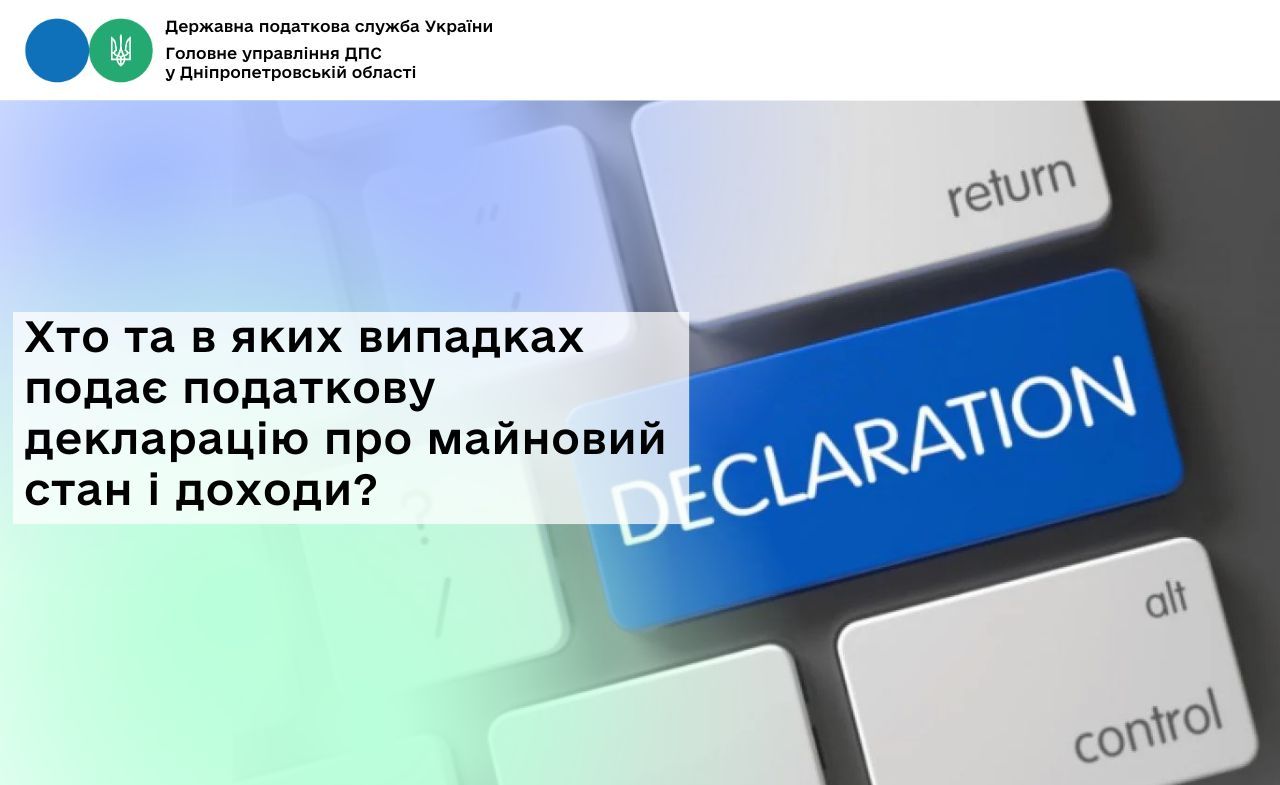 Державна податкова служба України
Головне управління ДПС
у Дніпропетровській області
return
Хто та в яких випадках
подає податкову
декларацію про майновий
стан і доходи?
DECLARATION
?
/
alt
control